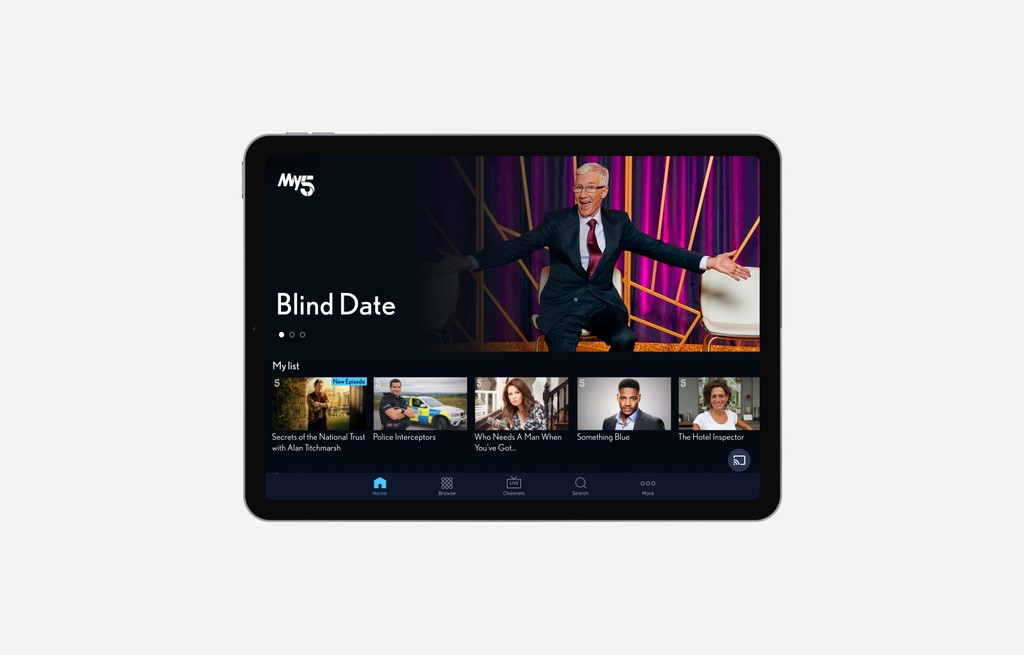 My5
Blind Date
My list
New Episode
5
5
5
5
5
Secrets of the National Trust
with Alan Titchmarsh
Police Interceptors
Who Needs A Man When
You've Got...
Something Blue
The Hotel Inspector
Home
Browse
LIVE
Channels
Search
More